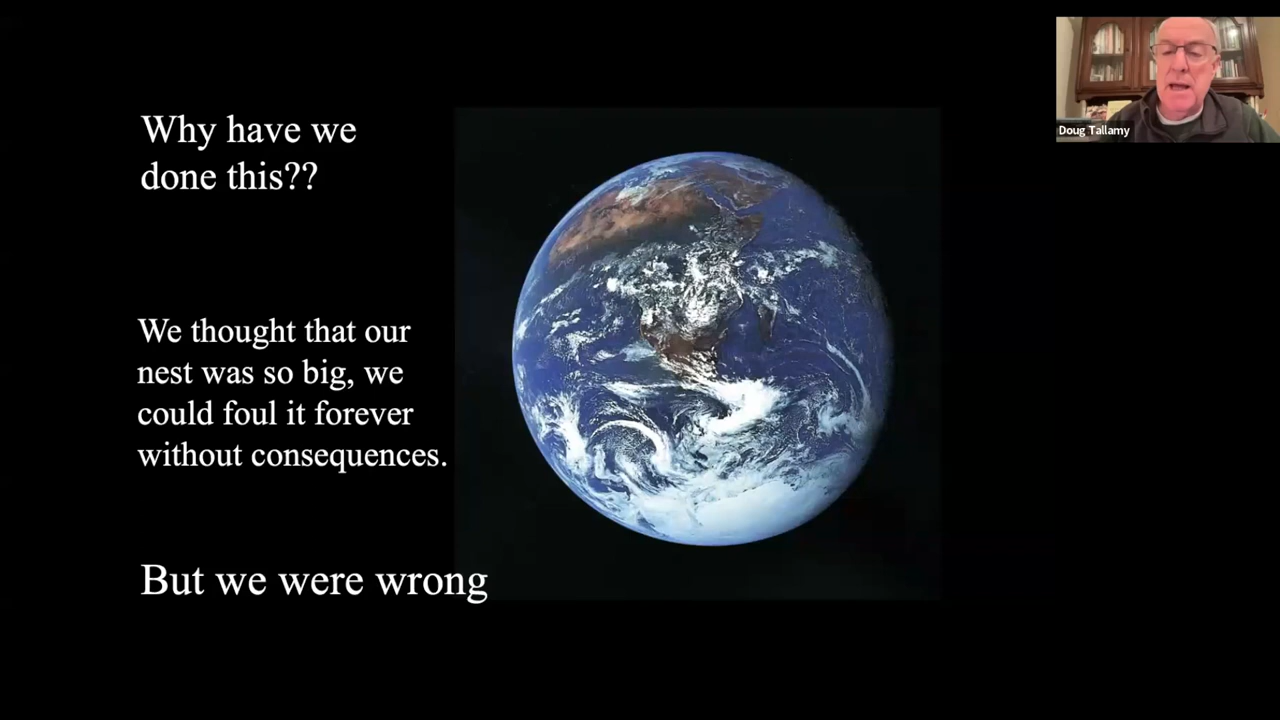 Why have we
done this??
We thought that our
nest was so big, we
could foul it forever
without consequences.
But we were wrong
Doug Tallamy